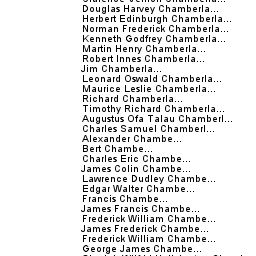 Douglas Harvey Chamberla...
Herbert Edinburgh Chamberla...
Norman Frederick Chamberla...
Kenneth Godfrey Chamberla...
Martin Henry Chamberla...
Robert Innes Chamberla...
Jim Chamberla...
Leonard Oswald Chamberla...
Maurice Leslie Chamberla...
Richard Chamberla...
Timothy Richard Chamberla...
Augustus Ofa Talau Chamberl...
Charles Samuel Chamberl...
Alexander Chambe...
Bert Chambe...
Charles Eric Chambe...
James Colin Chambe...
Lawrence Dudley Chambe...
Edgar Walter Chambe...
Francis Chambe...
James Francis Chambe...
Frederick William Chambe...
James Frederick Chambe...
Frederick William Chambe...
George James Chambe...